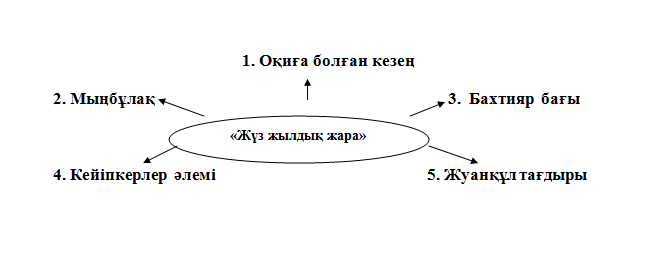 1. Оқиға болған кезең
2. Мыңбұлақ
3. Бахтияр бағы
«Жүз жылдық жара»
4. Кейіпкерлер әлемі
5. Жуанқұл тағдыры